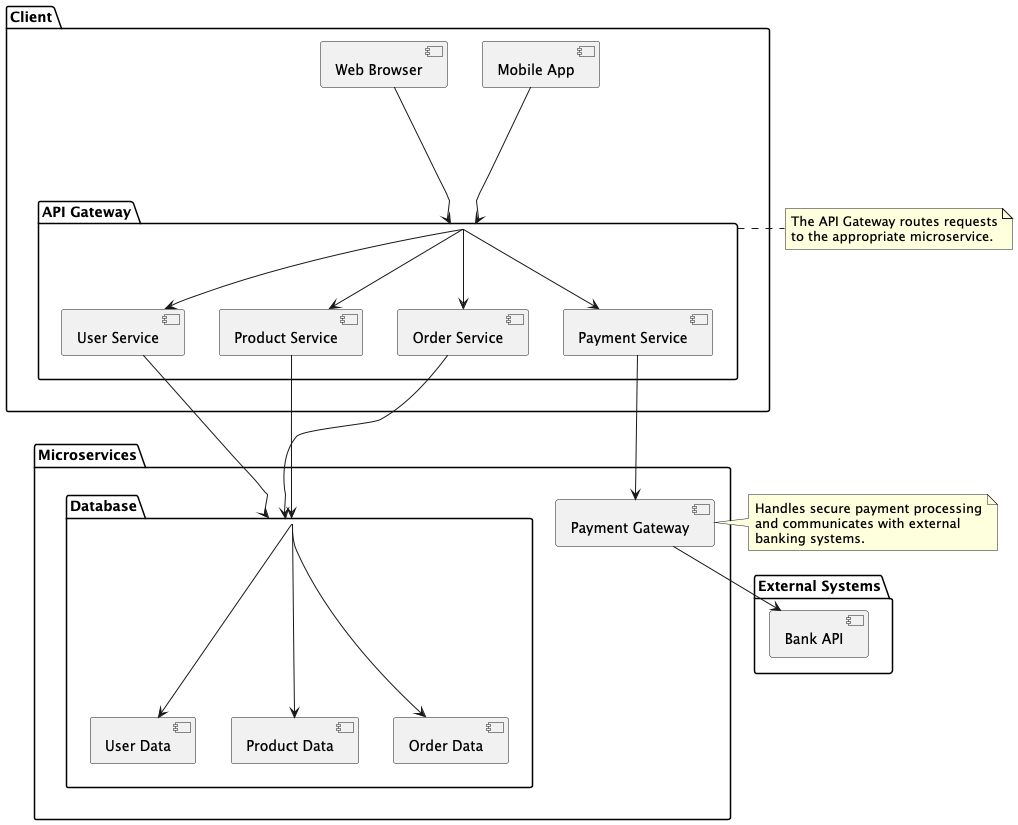 Client
Web Browser
Mobile App
API Gateway
The API Gateway routes requests
to the appropriate microservice.
User Service
Product Service
Order Service
Payment Service
Microservices
Database
Payment Gateway
Handles secure payment processing
and communicates with external
banking systems.
External Systems
Bank API
User Data
Product Data
Order Data